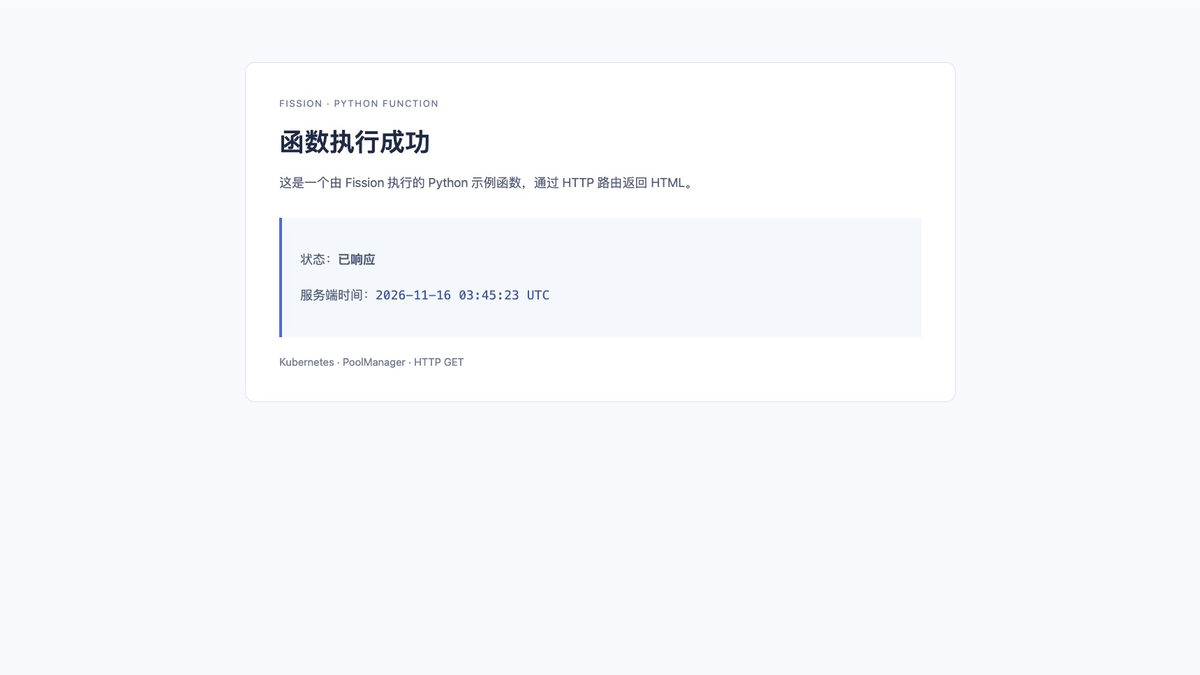 FISSION · PYTHON FUNCTION
函数执行成功
这是一个由 Fission 执行的 Python 示例函数，通过 HTTP 路由返回 HTML。
状态：已响应
服务端时间：2026-11-16 03:45:23 UTC
Kubernetes · PoolManager · HTTP GET